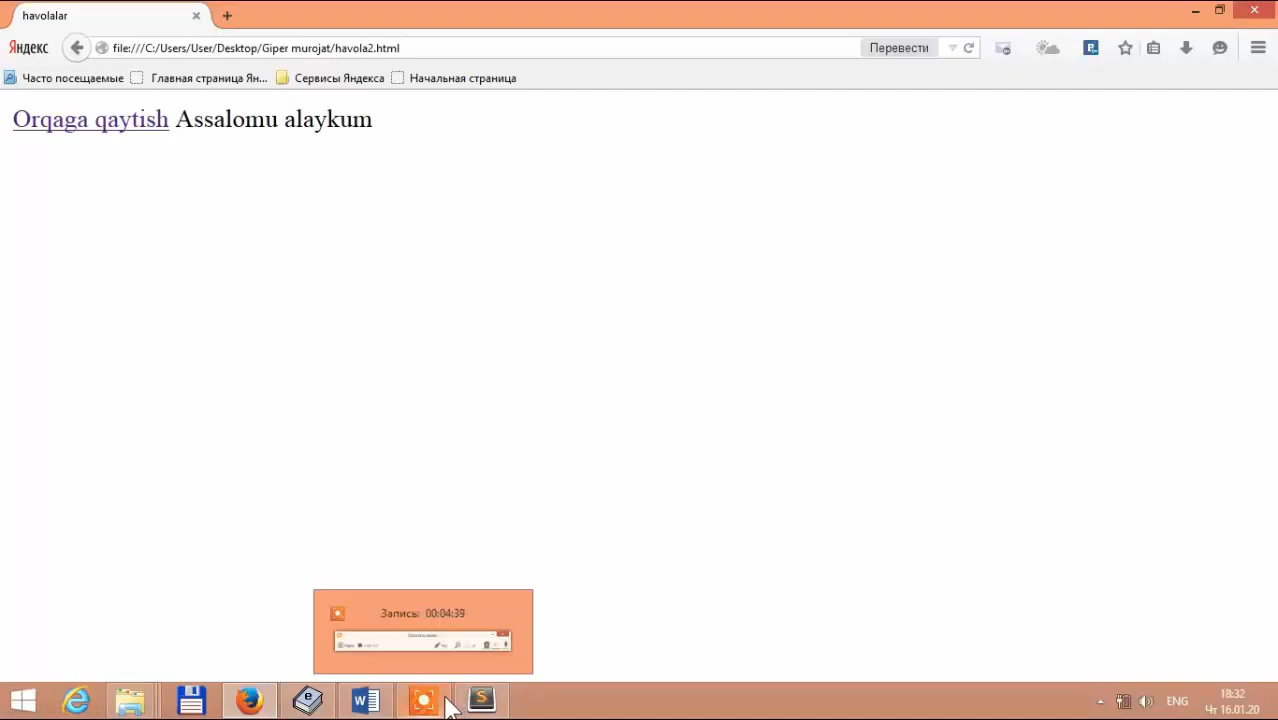 havolalar
Яндекс
file:///C:/Users/User/Desktop/Giper murojat/havola2.html
Перевести
Часто посещаемые
Главная страница Ян...
Сервисы Яндекса
Начальная страница
Orqaga qaytish Assalomu alaykum
Запись: 00:04:39
ENG
18:32
Чт 16.01.20